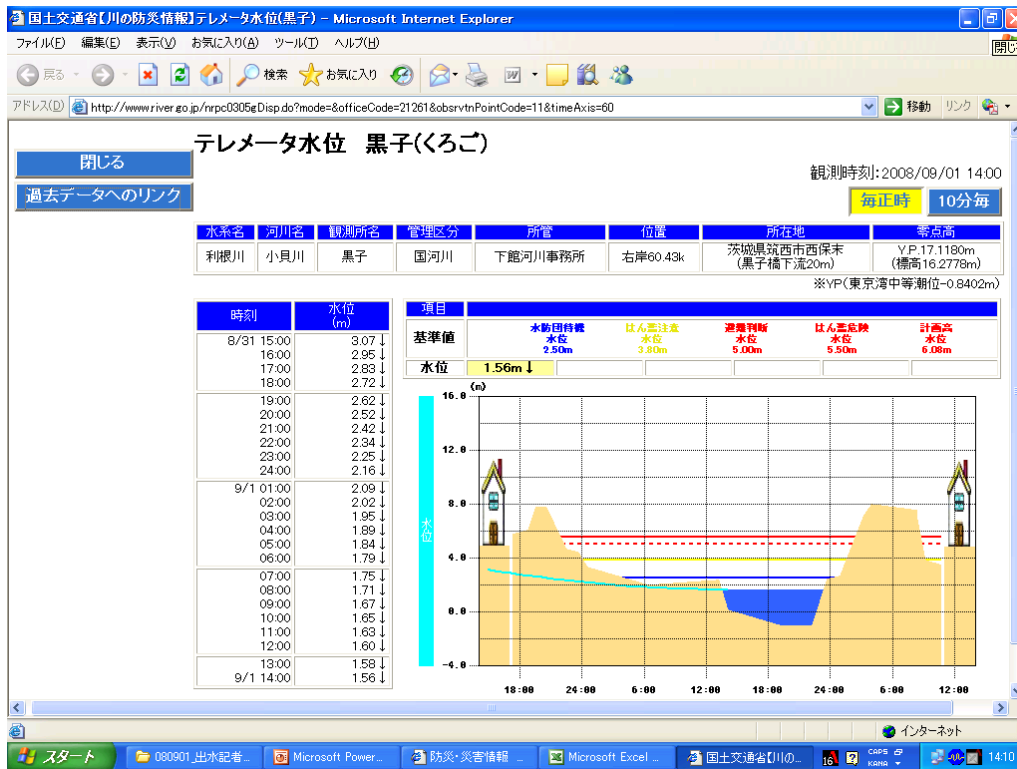 国土交通省【川の防災情報】テレメータ水位(黒子) - Microsoft Internet Explorer
ファイル(F) 編集(E) 表示(V) お気に入り(A) ツール(T) ヘルプ(H)
戻る 検索 お気に入り
アドレス(D) http://www.river.go.jp/nrpc0305gDisp.do?mode=&officeCode=21261&obsrvtnPointCode=11&timeAxis=60 移動 リンク
テレメータ水位 黒子(くろご)
閉じる
過去データへのリンク
観測時刻:2008/09/01 14:00
毎正時 10分毎
水系名 河川名 観測所名 管理区分 所管 位置 所在地 零点高
利根川 小貝川 黒子 国河川 下館河川事務所 右岸60.43k 茨城県筑西市西保末 (黒子橋下流20m) Y.P.17.1180m (標高16.2778m)
※YP(東京湾中等潮位-0.8402m)
時刻 水位 (m)
8/31 15:00 3.07↓
16:00 2.95↓
17:00 2.83↓
18:00 2.72↓
19:00 2.62↓
20:00 2.52↓
21:00 2.42↓
22:00 2.34↓
23:00 2.25↓
24:00 2.16↓
9/1 01:00 2.09↓
02:00 2.02↓
03:00 1.95↓
04:00 1.89↓
05:00 1.84↓
06:00 1.79↓
07:00 1.75↓
08:00 1.71↓
09:00 1.67↓
10:00 1.65↓
11:00 1.63↓
12:00 1.60↓
13:00 1.58↓
9/1 14:00 1.56↓
項目
基準値 水防団待機 水位 2.50m はん濫注意 水位 3.80m 避難判断 水位 5.00m はん濫危険 水位 5.50m 計画高 水位 6.08m
水位 1.56m↓
(m)
16.0
12.0
8.0
4.0
0.0
-4.0
水位
18:00 24:00 6:00 12:00 18:00 24:00 6:00 12:00
インターネット
スタート 080901_出水記者... Microsoft Power... 防災・災害情報 ... Microsoft Excel ... 国土交通省【川の... 16 CAPS KANA 14:10